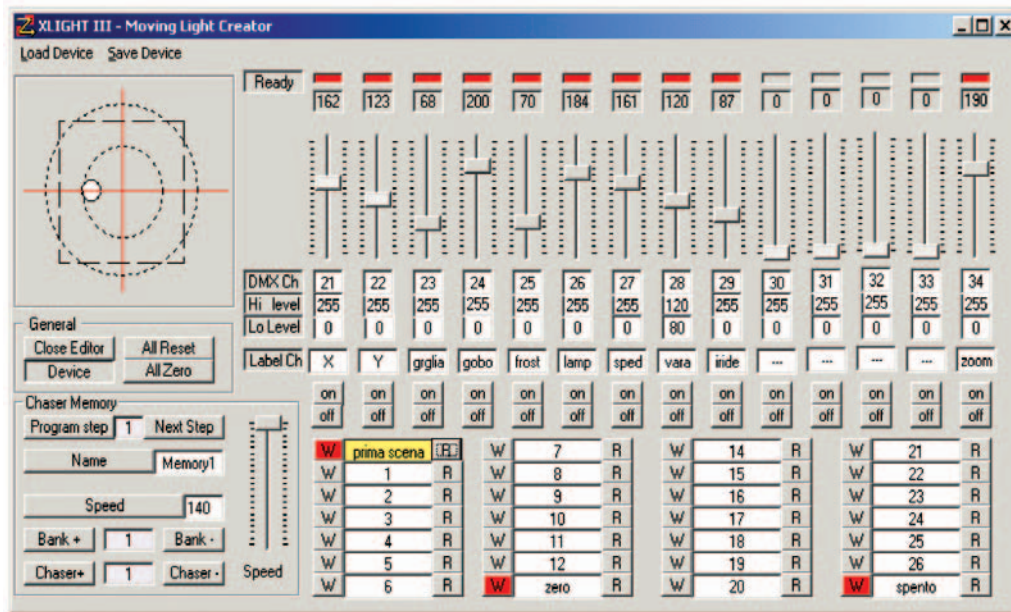 XLIGHT III - Moving Light Creator
Load Device Save Device
Ready
162 123 68 200 70 184 161 120 87 0 0 0 0 190
DMX Ch 21 22 23 24 25 26 27 28 29 30 31 32 33 34
Hi level 255 255 255 255 255 255 255 120 255 255 255 255 255 255
Lo Level 0 0 0 0 0 0 0 80 0 0 0 0 0 0
Label Ch X Y grglia gobo frost lamp sped vara iride --- --- --- --- zoom
on on on on on on on on on on on on on on
off off off off off off off off off off off off off off
General
Close Editor All Reset
Device All Zero
Chaser Memory
Program step 1 Next Step
Name Memory1
Speed 140
Bank + 1 Bank -
Chaser+ 1 Chaser -
Speed
W prima scena R W 7 R W 14 R W 21 R
W 1 R W 8 R W 15 R W 22 R
W 2 R W 9 R W 16 R W 23 R
W 3 R W 10 R W 17 R W 24 R
W 4 R W 11 R W 18 R W 25 R
W 5 R W 12 R W 19 R W 26 R
W 6 R W zero R W 20 R W spento R